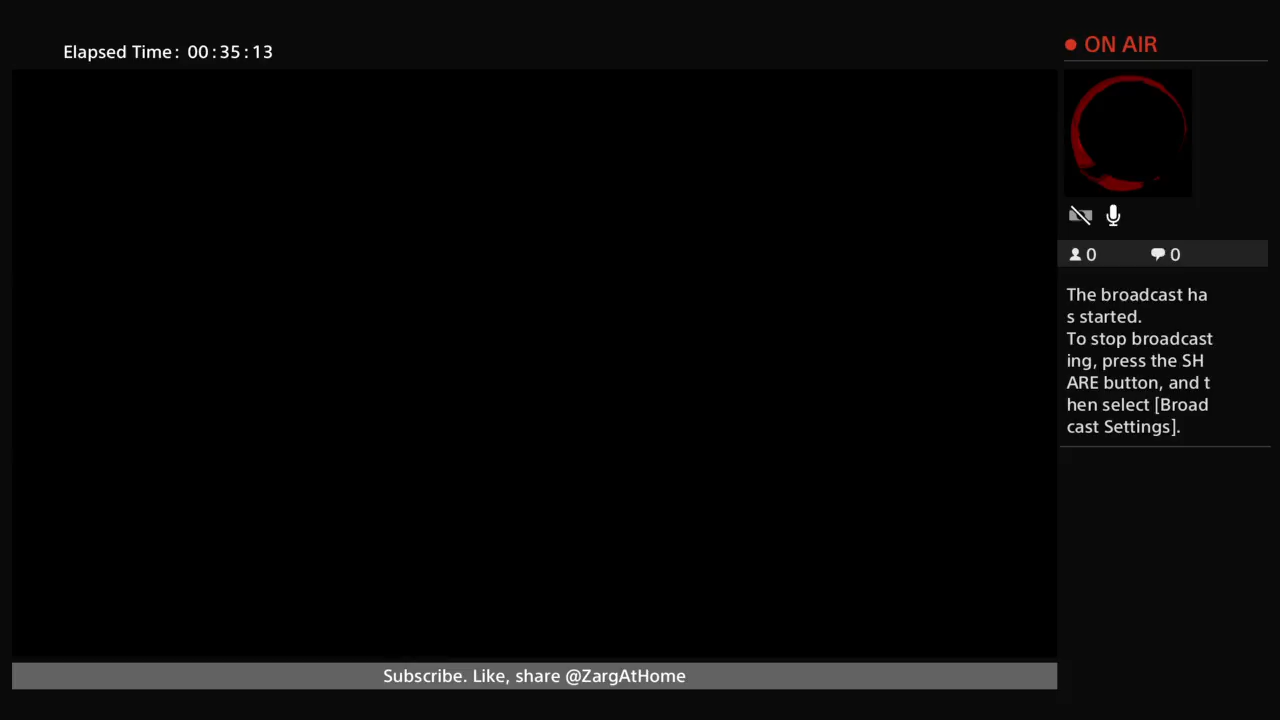 Elapsed Time: 00:35:13
ON AIR
0 0
The broadcast ha
s started.
To stop broadcast
ing, press the SH
ARE button, and t
hen select [Broad
cast Settings].
Subscribe. Like, share @ZargAtHome